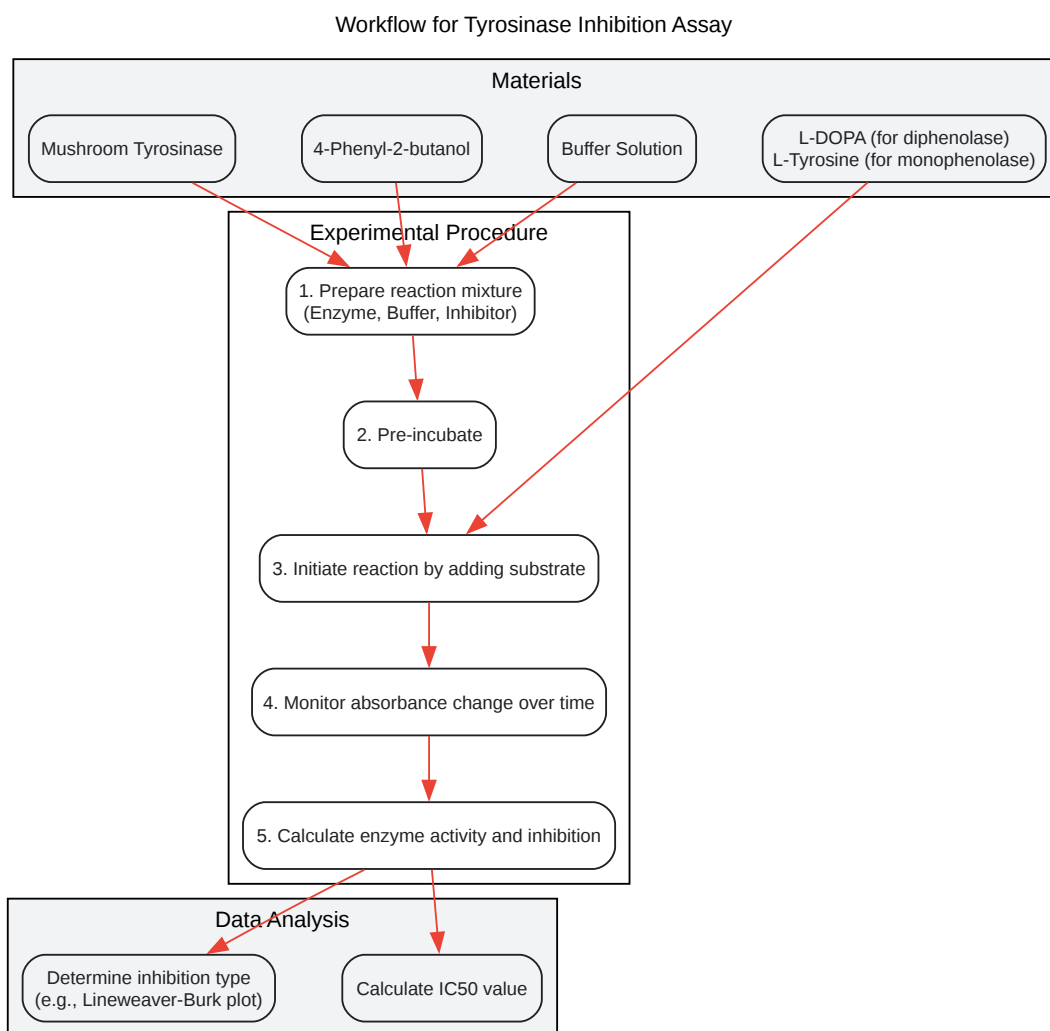 Workflow for Tyrosinase Inhibition Assay
Materials
Mushroom Tyrosinase
4-Phenyl-2-butanol
Buffer Solution
L-DOPA (for diphenolase)
L-Tyrosine (for monophenolase)
Experimental Procedure
1. Prepare reaction mixture
(Enzyme, Buffer, Inhibitor)
2. Pre-incubate
3. Initiate reaction by adding substrate
4. Monitor absorbance change over time
5. Calculate enzyme activity and inhibition
Data Analysis
Determine inhibition type
(e.g., Lineweaver-Burk plot)
Calculate IC50 value